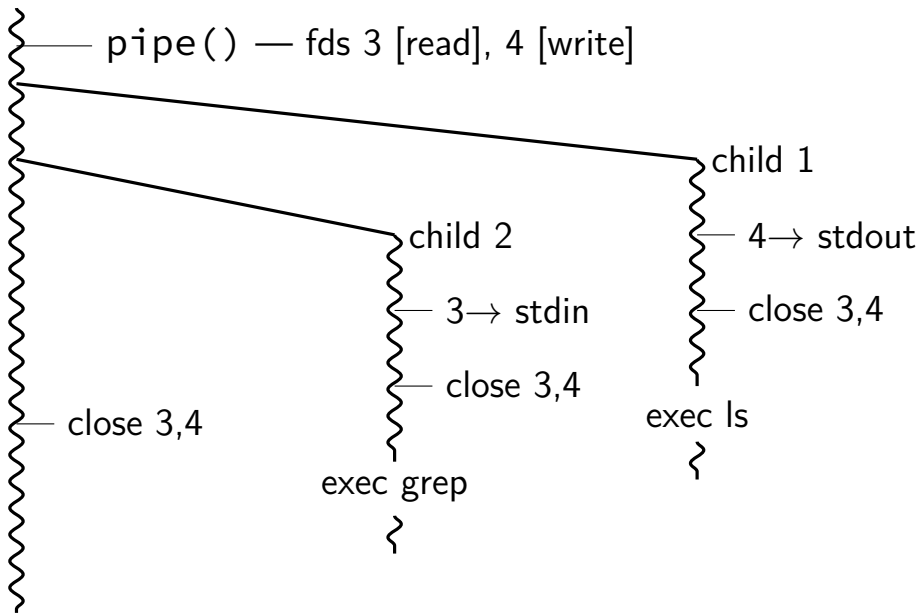 pipe() — fds 3 [read], 4 [write]
child 1
child 2
4→ stdout
3→ stdin
close 3,4
close 3,4
close 3,4
exec ls
exec grep